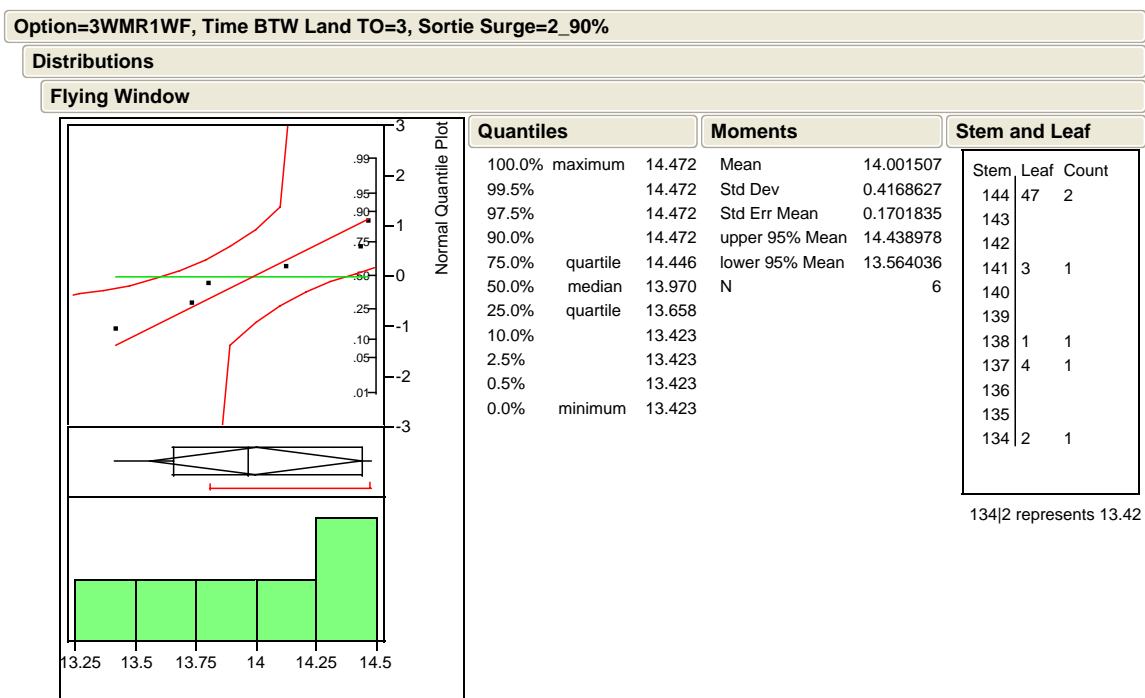 Option=3WMR1WF, Time BTW Land TO=3, Sortie Surge=2_90%
Distributions
Flying Window
3
2
1
0
-1
-2
-3
.99
.95
.90
.75
.50
.25
.10
.05
.01
Normal Quantile Plot
13.25 13.5 13.75 14 14.25 14.5
Quantiles
100.0% maximum 14.472
99.5% 14.472
97.5% 14.472
90.0% 14.472
75.0% quartile 14.446
50.0% median 13.970
25.0% quartile 13.658
10.0% 13.423
2.5% 13.423
0.5% 13.423
0.0% minimum 13.423
Moments
Mean 14.001507
Std Dev 0.4168627
Std Err Mean 0.1701835
upper 95% Mean 14.438978
lower 95% Mean 13.564036
N 6
Stem and Leaf
Stem Leaf Count
144 47 2
143
142
141 3 1
140
139
138 1 1
137 4 1
136
135
134 2 1
134|2 represents 13.42